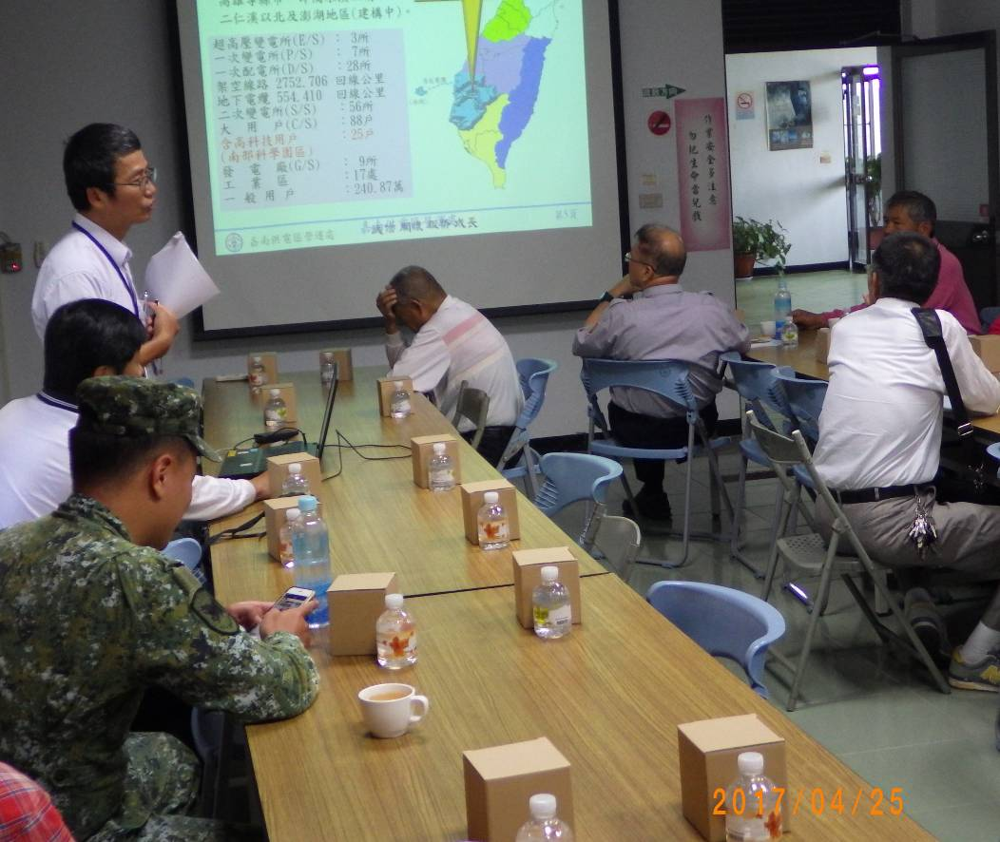 二仁溪以北及澎湖地區(建構中)。
超高壓變電所(E/S) : 3所
一次變電所(P/S) : 7所
一次配電所(D/S) : 28所
架空線路 2752.706 回線公里
地下電纜 554.410 回線公里
二次變電所(S/S) : 56所
大用戶(C/S) : 88戶
含高科技用戶 : 25戶
(南部科學園區)
發電廠(G/S) : 9所
工業區 : 17處
一般用戶 : 240.87萬
嘉南供電區營運處
誠信 關懷 服務 成長
第5頁
作業安全多注意
勿把生命當兒戲
2017/04/25